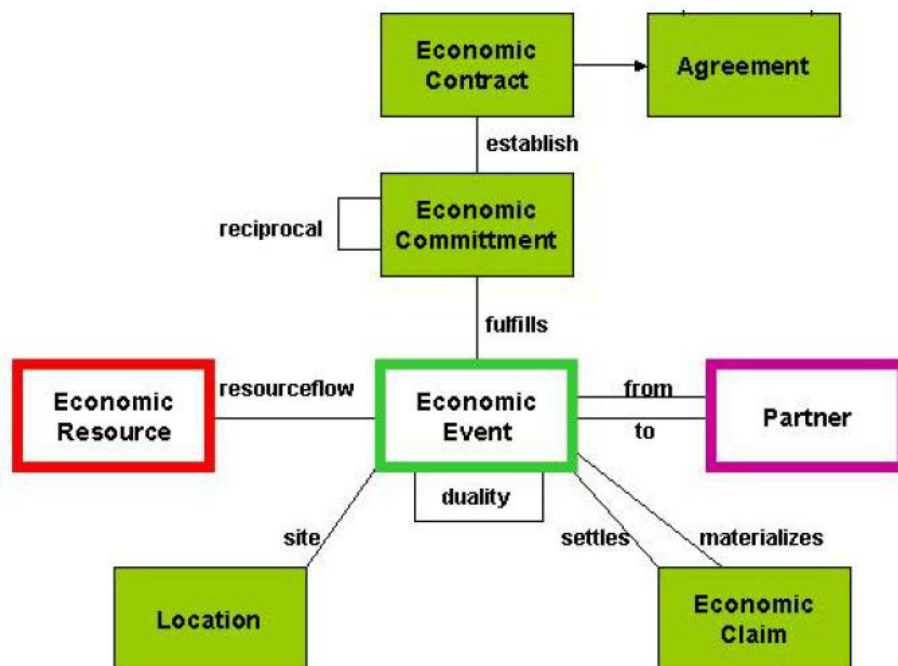 Economic
Contract
Agreement
establish
reciprocal
Economic
Committment
fulfills
Economic
Resource
resourceflow
Economic
Event
from
to
Partner
duality
site
settles
materializes
Location
Economic
Claim